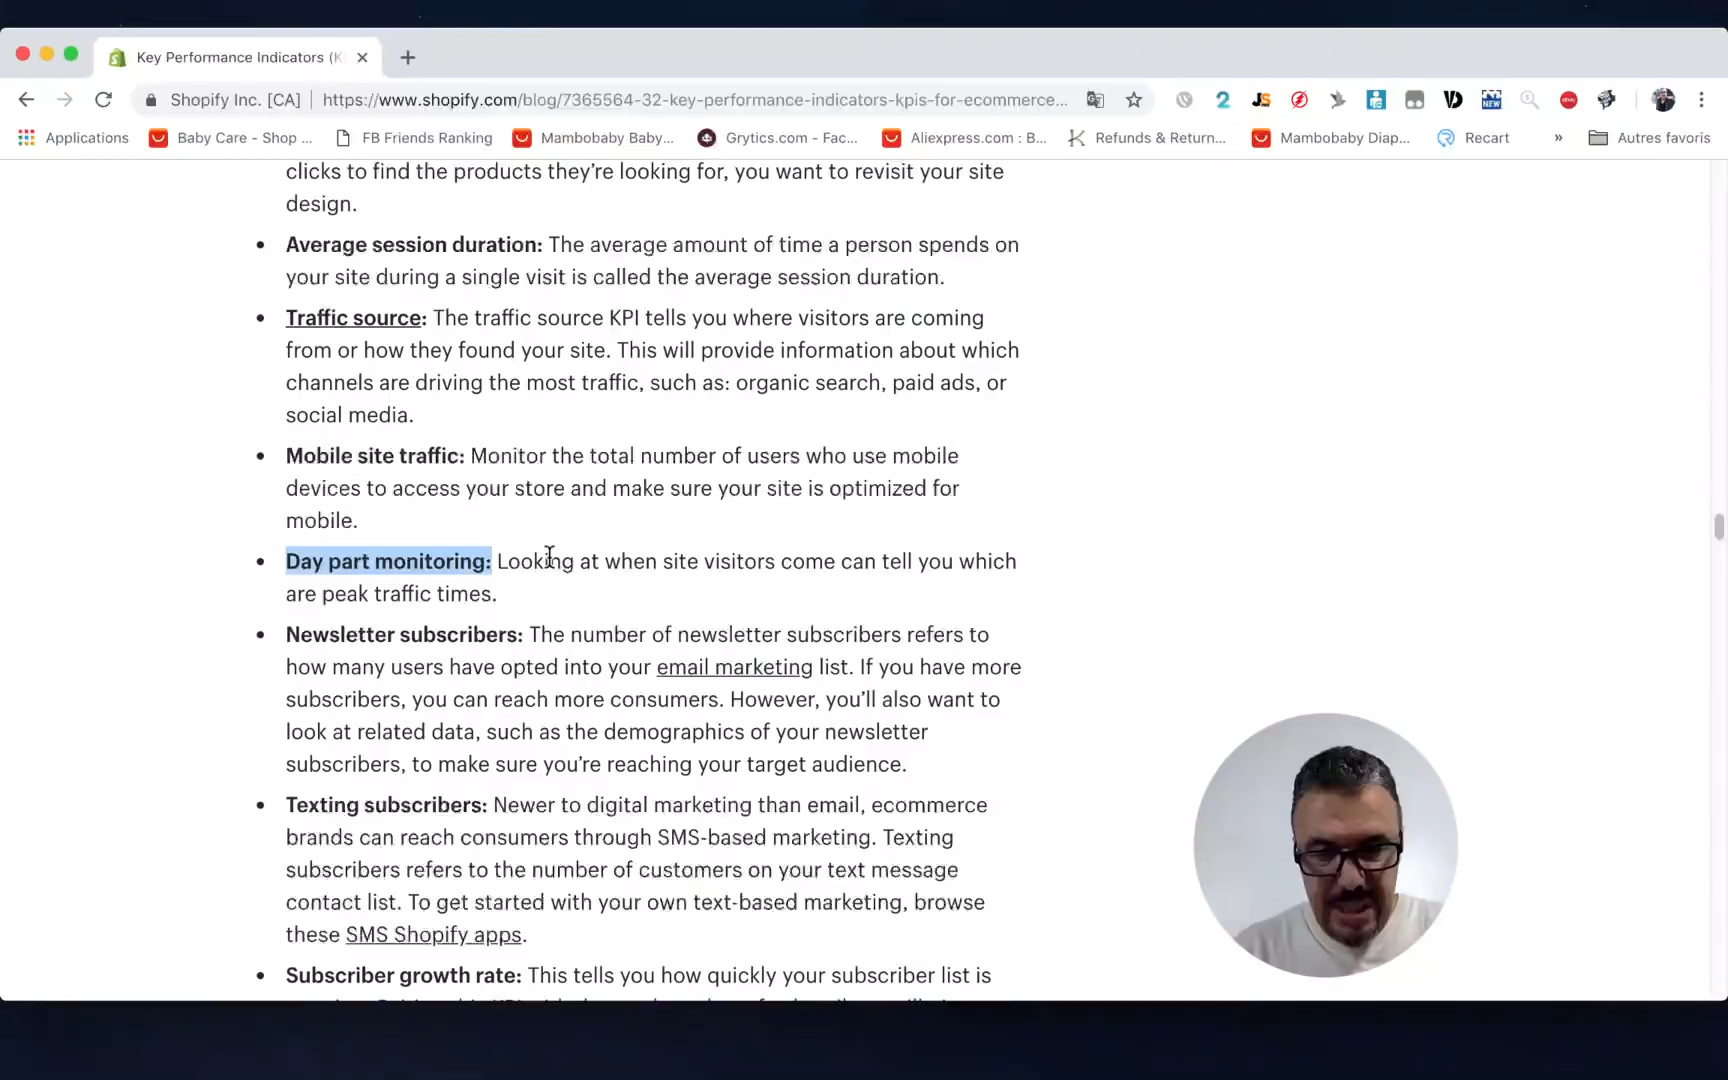 Key Performance Indicators (K
Shopify Inc. [CA]
https://www.shopify.com/blog/7365564-32-key-performance-indicators-kpis-for-ecommerce...
Applications
Baby Care - Shop ...
FB Friends Ranking
Mambobaby Baby...
Grytics.com - Fac...
Aliexpress.com : B...
Refunds & Return...
Mambobaby Diap...
Recart
»
Autres favoris
clicks to find the products they’re looking for, you want to revisit your site
design.
• Average session duration: The average amount of time a person spends on
your site during a single visit is called the average session duration.
• Traffic source: The traffic source KPI tells you where visitors are coming
from or how they found your site. This will provide information about which
channels are driving the most traffic, such as: organic search, paid ads, or
social media.
• Mobile site traffic: Monitor the total number of users who use mobile
devices to access your store and make sure your site is optimized for
mobile.
• Day part monitoring: Looking at when site visitors come can tell you which
are peak traffic times.
• Newsletter subscribers: The number of newsletter subscribers refers to
how many users have opted into your email marketing list. If you have more
subscribers, you can reach more consumers. However, you’ll also want to
look at related data, such as the demographics of your newsletter
subscribers, to make sure you’re reaching your target audience.
• Texting subscribers: Newer to digital marketing than email, ecommerce
brands can reach consumers through SMS-based marketing. Texting
subscribers refers to the number of customers on your text message
contact list. To get started with your own text-based marketing, browse
these SMS Shopify apps.
• Subscriber growth rate: This tells you how quickly your subscriber list is